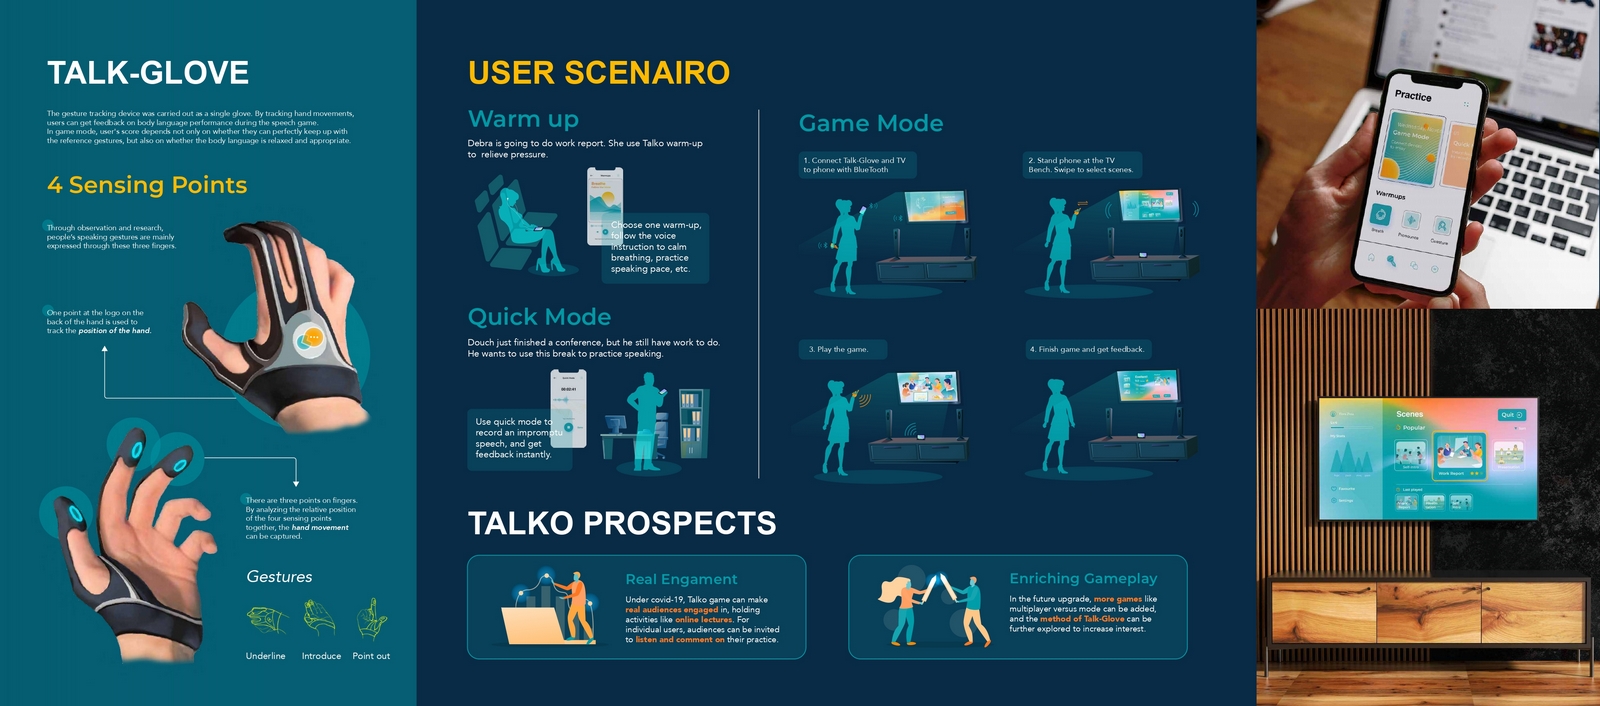 TALK-GLOVE
The gesture tracking device was carried out as a single glove. By tracking hand movements,
users can get feedback on body language performance during the speech game.
In game mode, user's score depends not only on whether they can perfectly keep up with
the reference gestures, but also on whether the body language is relaxed and appropriate.
4 Sensing Points
Through observation and research,
people's speaking gestures are mainly
expressed through these three fingers.
One point at the logo on the
back of the hand is used to
track the position of the hand.
There are three points on fingers.
By analyzing the relative position
of the four sensing points
together, the hand movement
can be captured.
Gestures
Underline
Introduce
Point out
USER SCENAIRO
Warm up
Debra is going to do work report. She use Talko warm-up
to relieve pressure.
Choose one warm-up,
follow the voice
instruction to calm
breathing, practice
speaking pace, etc.
Quick Mode
Douch just finished a conference, but he still have work to do.
He wants to use this break to practice speaking.
Use quick mode to
record an impromptu
speech, and get
feedback instantly.
Game Mode
1. Connect Talk-Glove and TV
to phone with BlueTooth
2. Stand phone at the TV
Bench. Swipe to select scenes.
3. Play the game.
4. Finish game and get feedback.
TALKO PROSPECTS
Real Engament
Under covid-19, Talko game can make
real audiences engaged in, holding
activities like online lectures. For
individual users, audiences can be invited
to listen and comment on their practice.
Enriching Gameplay
In the future upgrade, more games like
multiplayer versus mode can be added,
and the method of Talk-Glove can be
further explored to increase interest.
Practice
Game Mode
Quick
Warmups
Breath
Pronounce
Gesture
Scenes
Quit
Popular
Work Report
Last played